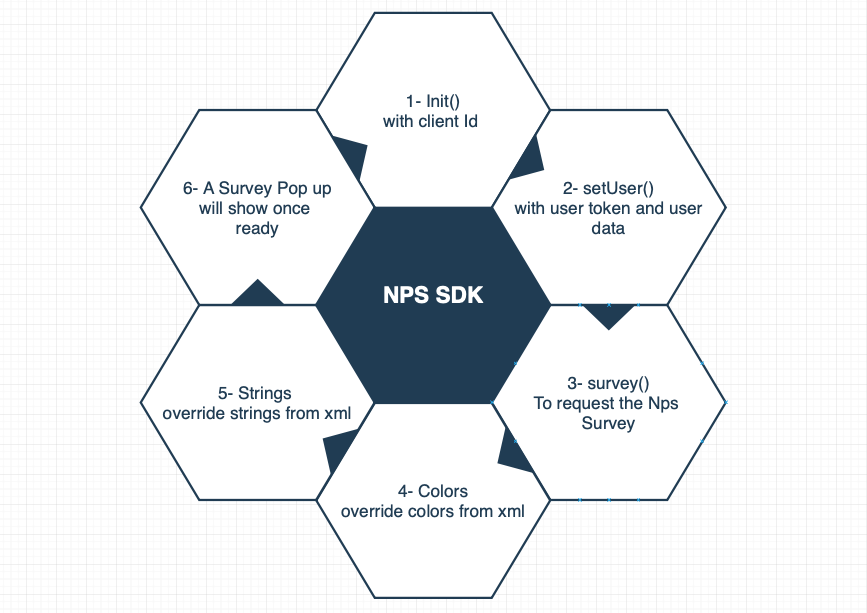 1- Init()
with client Id
2- setUser()
with user token and user
data
3- survey()
To request the Nps
Survey
4- Colors
override colors from xml
5- Strings
override strings from xml
6- A Survey Pop up
will show once
ready
NPS SDK